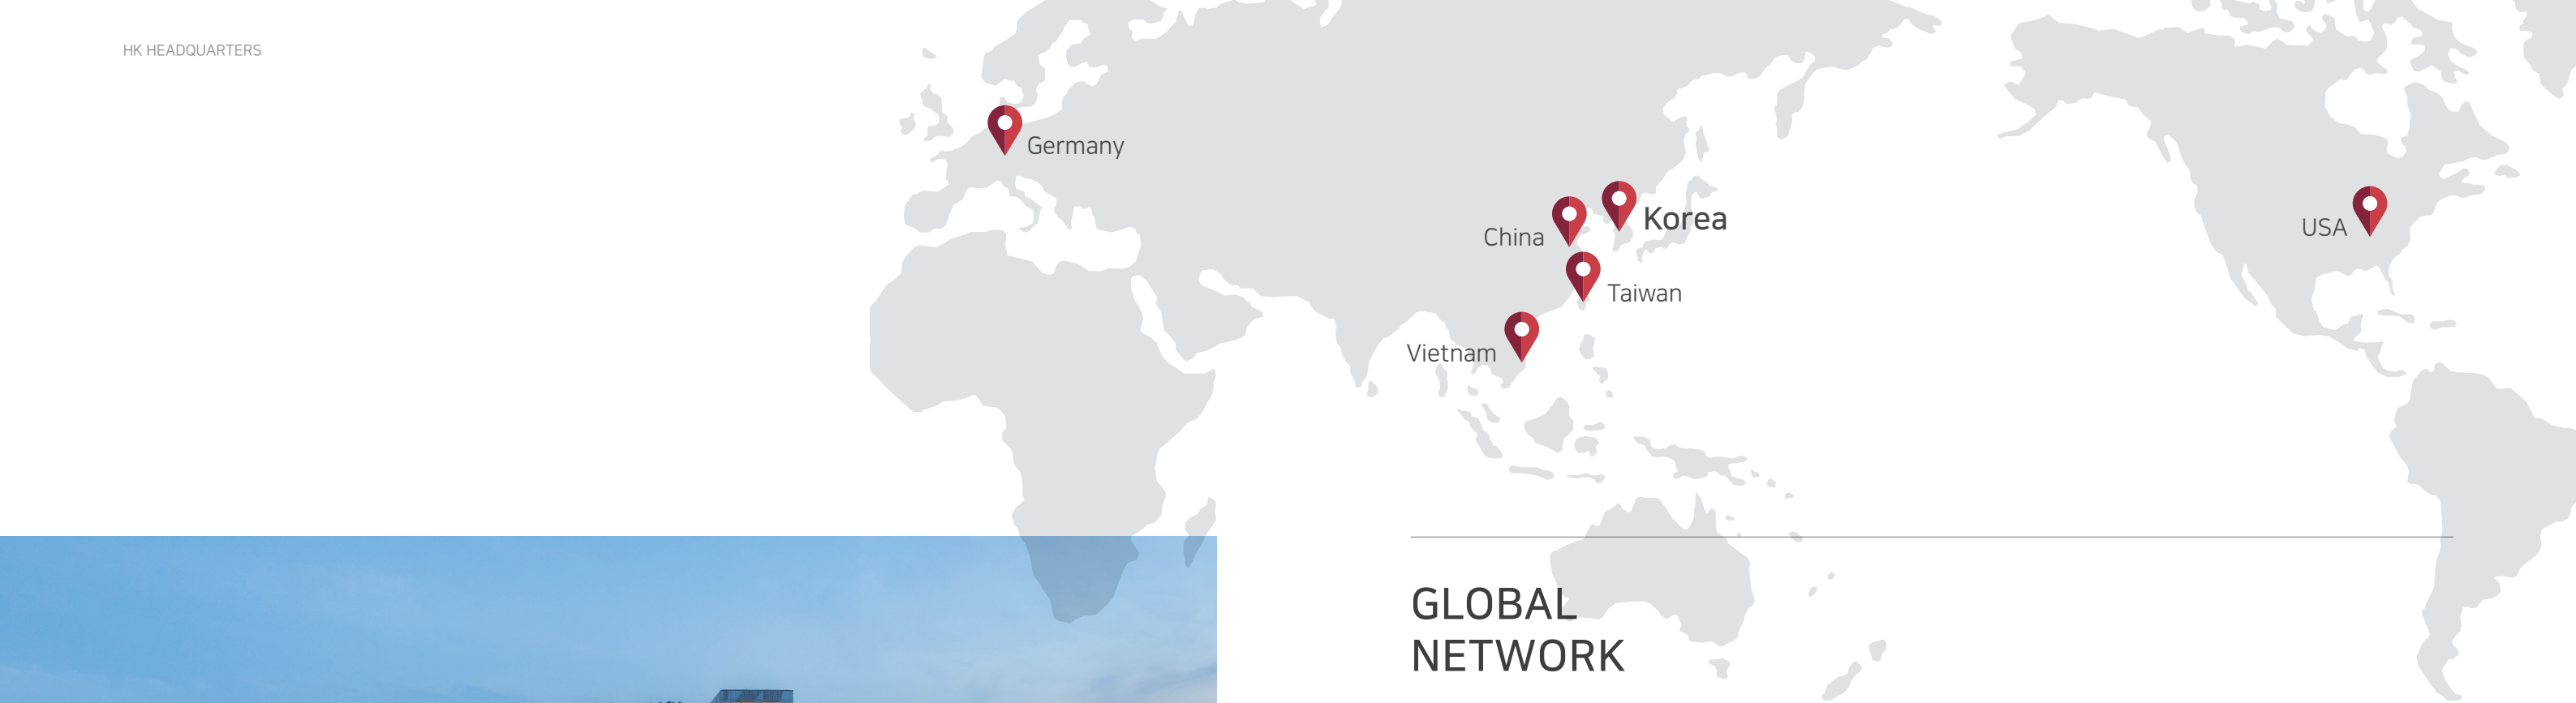 HK HEADQUARTERS
Germany
Korea
China
USA
Taiwan
Vietnam
GLOBAL
NETWORK